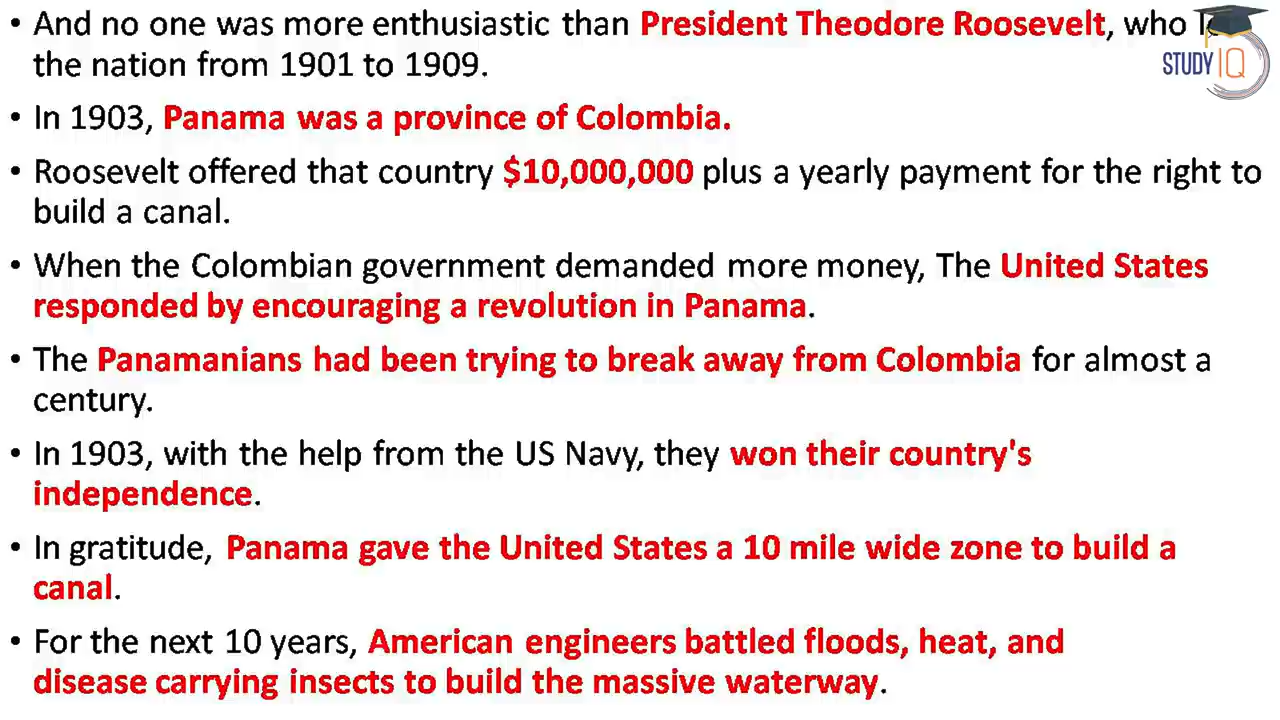 • And no one was more enthusiastic than President Theodore Roosevelt, who
the nation from 1901 to 1909.
• In 1903, Panama was a province of Colombia.
• Roosevelt offered that country $10,000,000 plus a yearly payment for the right to
build a canal.
• When the Colombian government demanded more money, The United States
responded by encouraging a revolution in Panama.
• The Panamanians had been trying to break away from Colombia for almost a
century.
• In 1903, with the help from the US Navy, they won their country's
independence.
• In gratitude, Panama gave the United States a 10 mile wide zone to build a
canal.
• For the next 10 years, American engineers battled floods, heat, and
disease carrying insects to build the massive waterway.
STUDY IQ